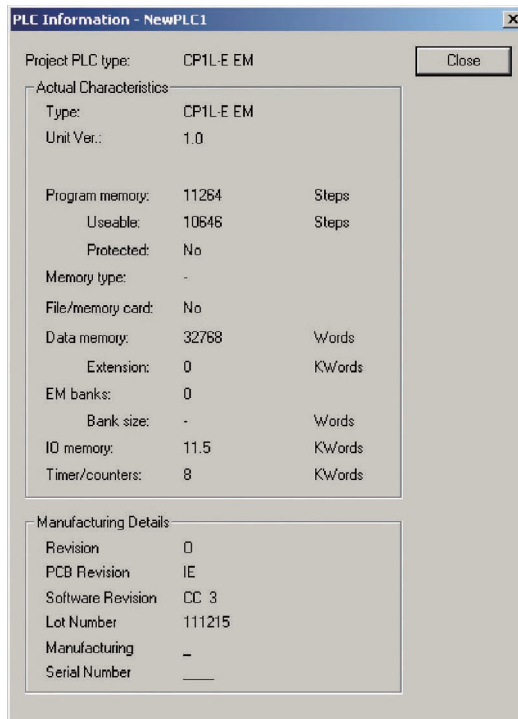 PLC Information - NewPLC1
Project PLC type: CP1L-E EM Close
Actual Characteristics
Type: CP1L-E EM
Unit Ver.: 1.0
Program memory: 11264 Steps
Useable: 10646 Steps
Protected: No
Memory type: -
File/memory card: No
Data memory: 32768 Words
Extension: 0 KWords
EM banks: 0
Bank size: - Words
IO memory: 11.5 KWords
Timer/counters: 8 KWords
Manufacturing Details
Revision O
PCB Revision IE
Software Revision CC 3
Lot Number 111215
Manufacturing _
Serial Number ____